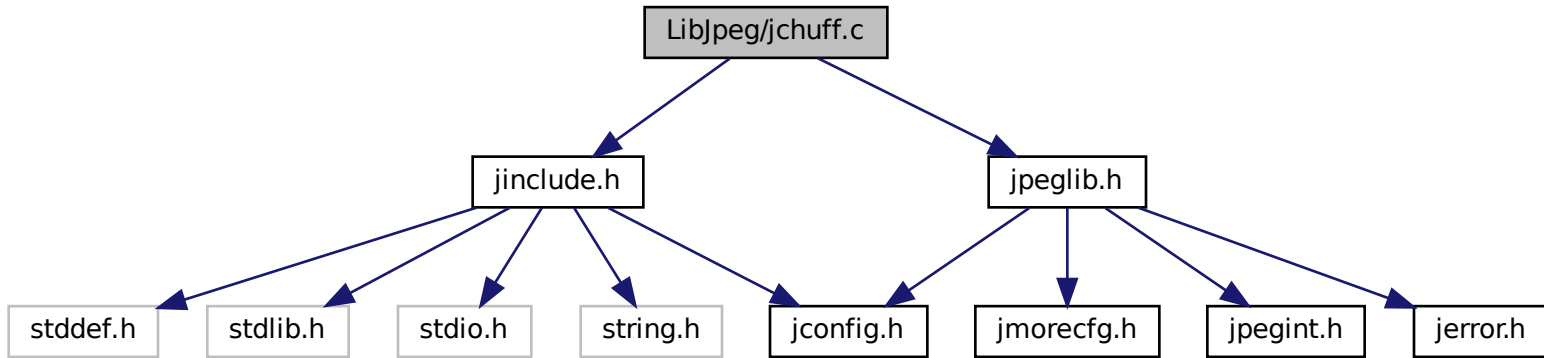 LibJpeg/jchuff.c
jinclude.h
jpeglib.h
stddef.h
stdlib.h
stdio.h
string.h
jconfig.h
jmorecfg.h
jpegint.h
jerror.h